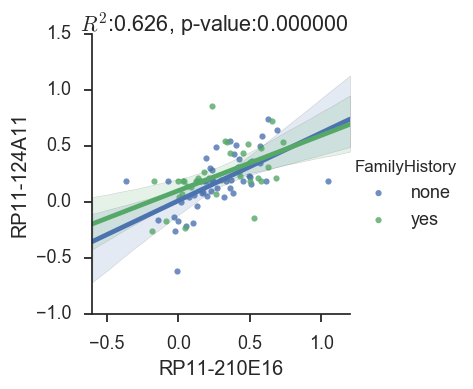 R²:0.626, p-value:0.000000
1.5
1.0
0.5
0.0
−0.5
−1.0
RP11-124A11
−0.5 0.0 0.5 1.0
RP11-210E16
FamilyHistory
none
yes